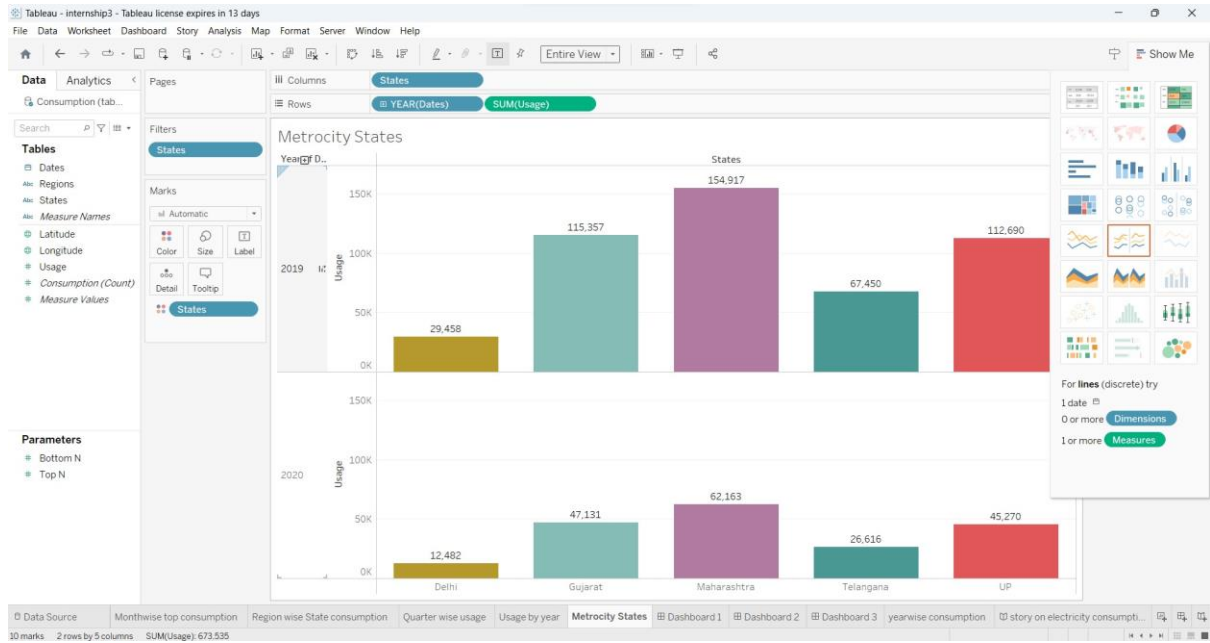 Tableau - internship3 - Tableau license expires in 13 days
File Data Worksheet Dashboard Story Analysis Map Format Server Window Help
Entire View
Show Me
Data Analytics
Pages
Columns
States
Consumption (tab...
Rows
YEAR(Dates) SUM(Usage)
Search
Filters
States
Tables
Dates
Abc Regions
Abc States
Abc Measure Names
Latitude
Longitude
# Usage
# Consumption (Count)
# Measure Values
Marks
Automatic
Color Size Label
Detail Tooltip
States
Metrocity States
Year of D..
States
2019
Usage
150K
100K
50K
0K
29,458
115,357
154,917
67,450
112,690
2020
Usage
150K
100K
50K
0K
12,482
47,131
62,163
26,616
45,270
Delhi Gujarat Maharashtra Telangana UP
For lines (discrete) try
1 date
0 or more Dimensions
1 or more Measures
Parameters
# Bottom N
# Top N
Data Source Monthwise top consumption Region wise State consumption Quarter wise usage Usage by year Metrocity States Dashboard 1 Dashboard 2 Dashboard 3 yearwise consumption story on electricity consumpti...
10 marks 2 rows by 5 columns SUM(Usage): 673.535